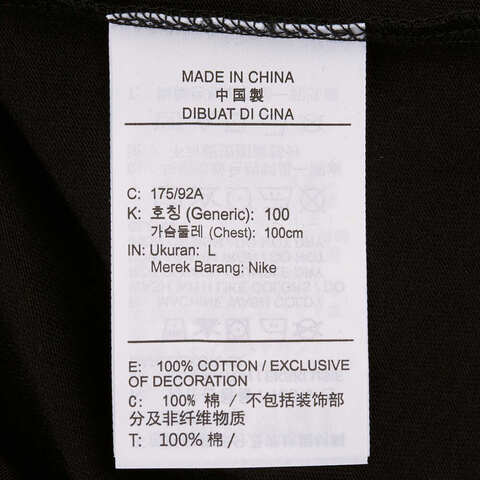 MADE IN CHINA
中国製
DIBUAT DI CINA
C: 175/92A
K: 호칭 (Generic): 100
가슴둘레 (Chest): 100cm
IN: Ukuran: L
Merek Barang: Nike
E: 100% COTTON / EXCLUSIVE
OF DECORATION
C: 100% 棉 / 不包括装饰部
分及非纤维物质
T: 100% 棉 /